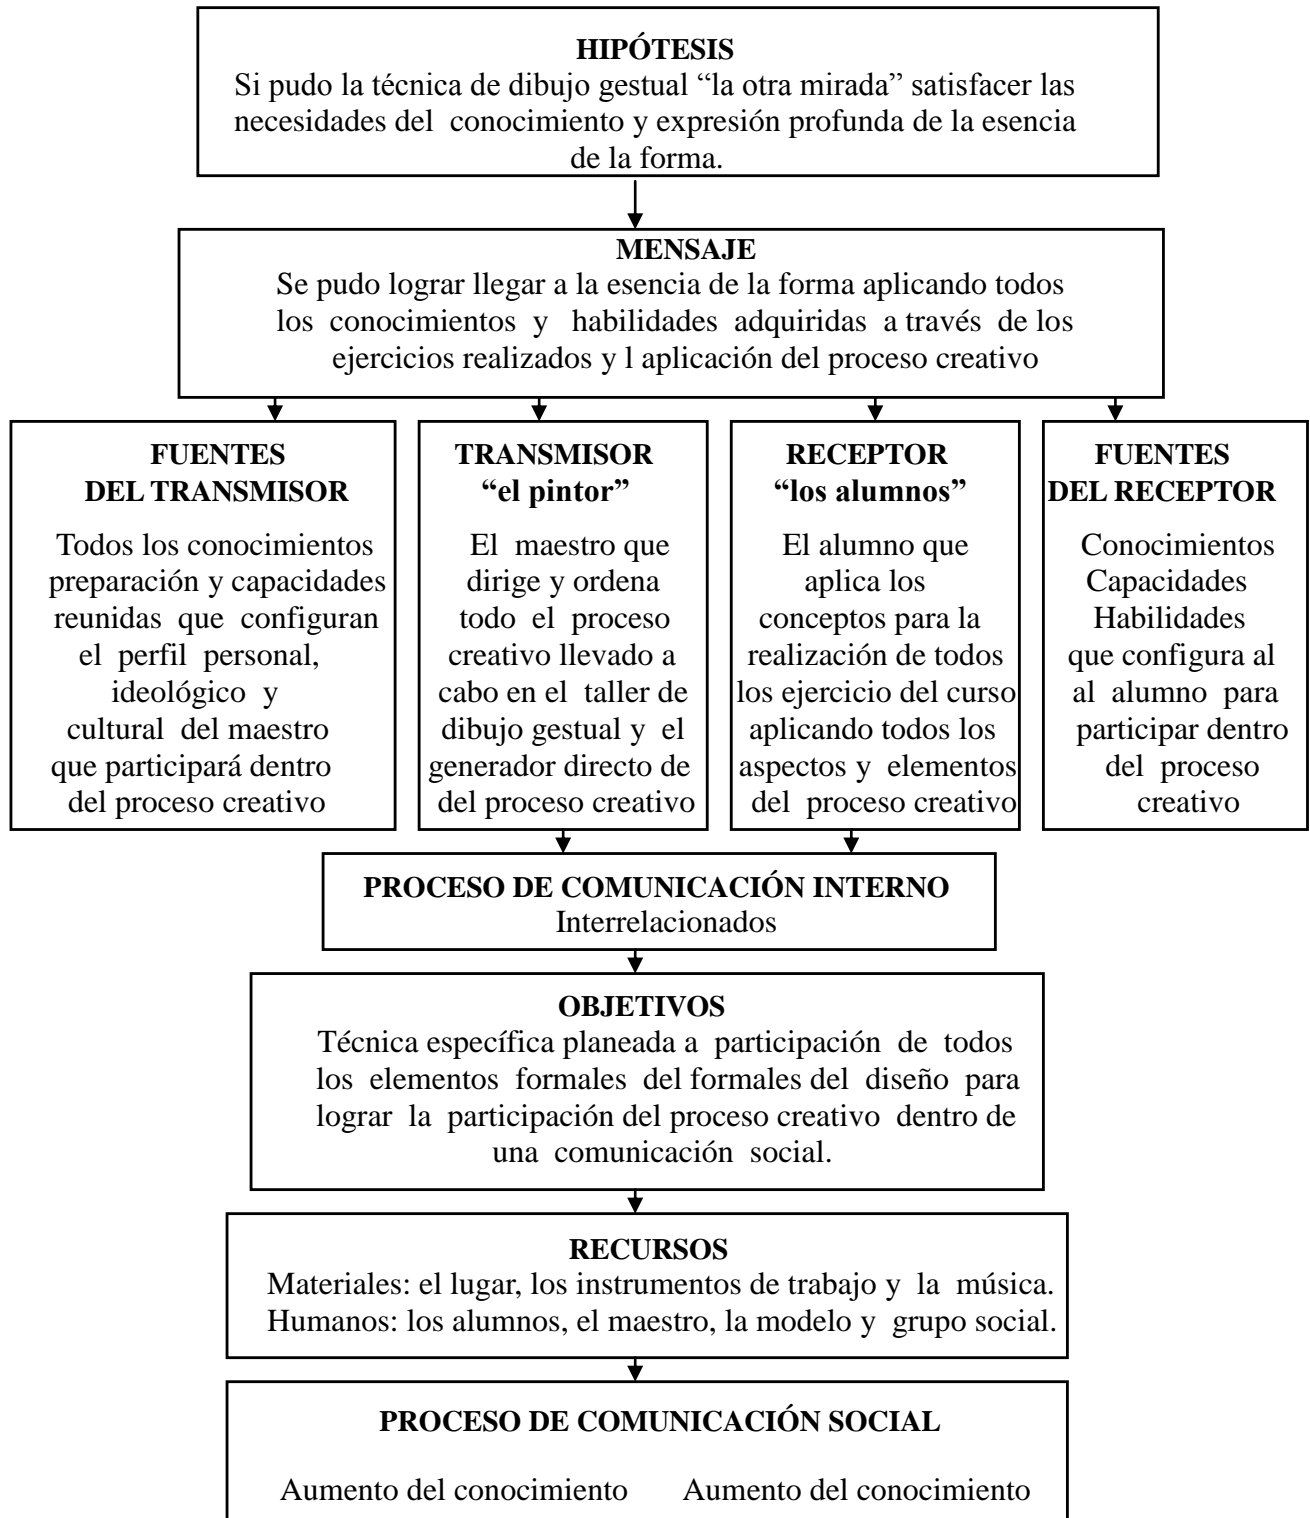 HIPÓTESIS
Si pudo la técnica de dibujo gestual “la otra mirada” satisfacer las
necesidades del conocimiento y expresión profunda de la esencia
de la forma.
MENSAJE
Se pudo lograr llegar a la esencia de la forma aplicando todos
los conocimientos y habilidades adquiridas a través de los
ejercicios realizados y l aplicación del proceso creativo
FUENTES
DEL TRANSMISOR
Todos los conocimientos
preparación y capacidades
reunidas que configuran
el perfil personal,
ideológico y
cultural del maestro
que participará dentro
del proceso creativo
TRANSMISOR
“el pintor”
El maestro que
dirige y ordena
todo el proceso
creativo llevado a
cabo en el taller de
dibujo gestual y el
generador directo de
del proceso creativo
RECEPTOR
“los alumnos”
El alumno que
aplica los
conceptos para la
realización de todos
los ejercicio del curso
aplicando todos los
aspectos y elementos
del proceso creativo
FUENTES
DEL RECEPTOR
Conocimientos
Capacidades
Habilidades
que configura al
al alumno para
participar dentro
del proceso
creativo
PROCESO DE COMUNICACIÓN INTERNO
Interrelacionados
OBJETIVOS
Técnica específica planeada a participación de todos
los elementos formales del formales del diseño para
lograr la participación del proceso creativo dentro de
una comunicación social.
RECURSOS
Materiales: el lugar, los instrumentos de trabajo y la música.
Humanos: los alumnos, el maestro, la modelo y grupo social.
PROCESO DE COMUNICACIÓN SOCIAL
Aumento del conocimiento Aumento del conocimiento